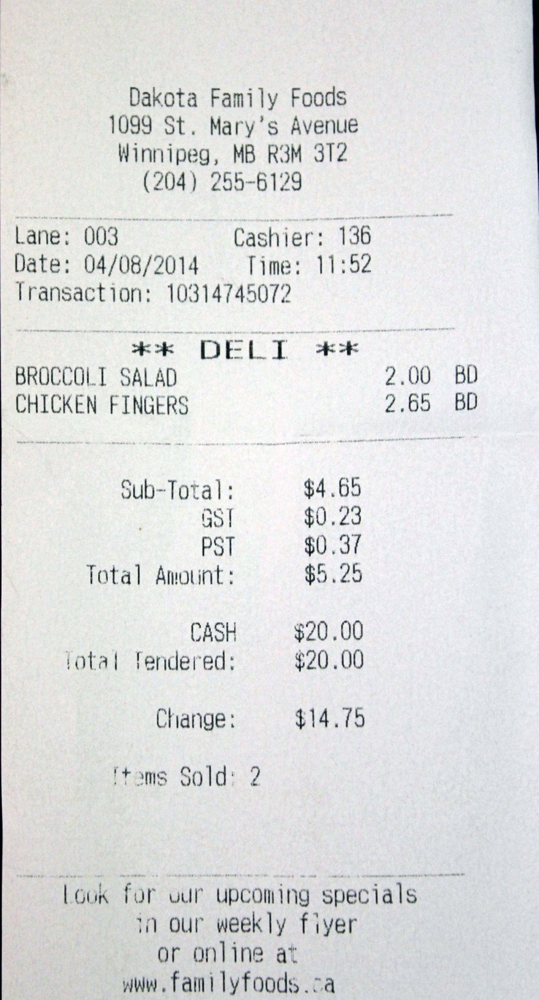 Dakota Family Foods
1099 St. Mary's Avenue
Winnipeg, MB R3M 3T2
(204) 255-6129
Lane: 003 Cashier: 136
Date: 04/08/2014 Time: 11:52
Transaction: 10314745072
** DELI **
BROCCOLI SALAD 2.00 BD
CHICKEN FINGERS 2.65 BD
Sub-Total: $4.65
GST $0.23
PST $0.37
Total Amount: $5.25
CASH $20.00
Total Tendered: $20.00
Change: $14.75
Items Sold: 2
Look for our upcoming specials
in our weekly flyer
or online at
www.familyfoods.ca